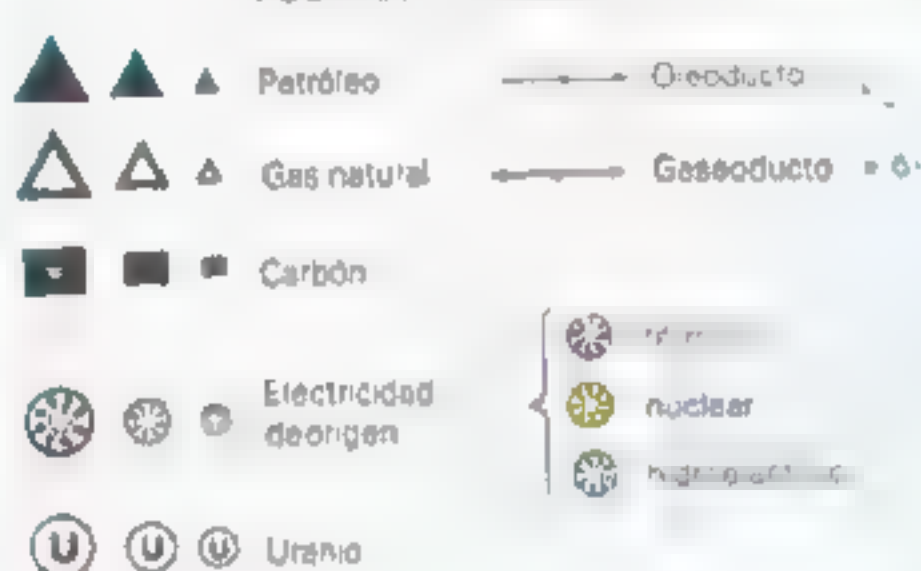 Petróleo
Oleoducto
Gas natural
Gaseoducto
Carbón
Electricidad
de origen
nuclear
U U U Uranio